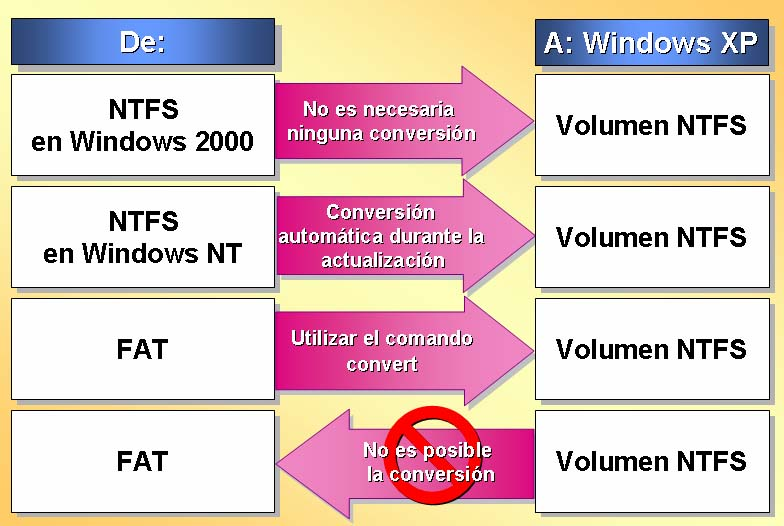 De:
A: Windows XP
NTFS
en Windows 2000
No es necesaria
ninguna conversión
Volumen NTFS
NTFS
en Windows NT
Conversión
automática durante la
actualización
Volumen NTFS
FAT
Utilizar el comando
convert
Volumen NTFS
FAT
No es posible
la conversión
Volumen NTFS